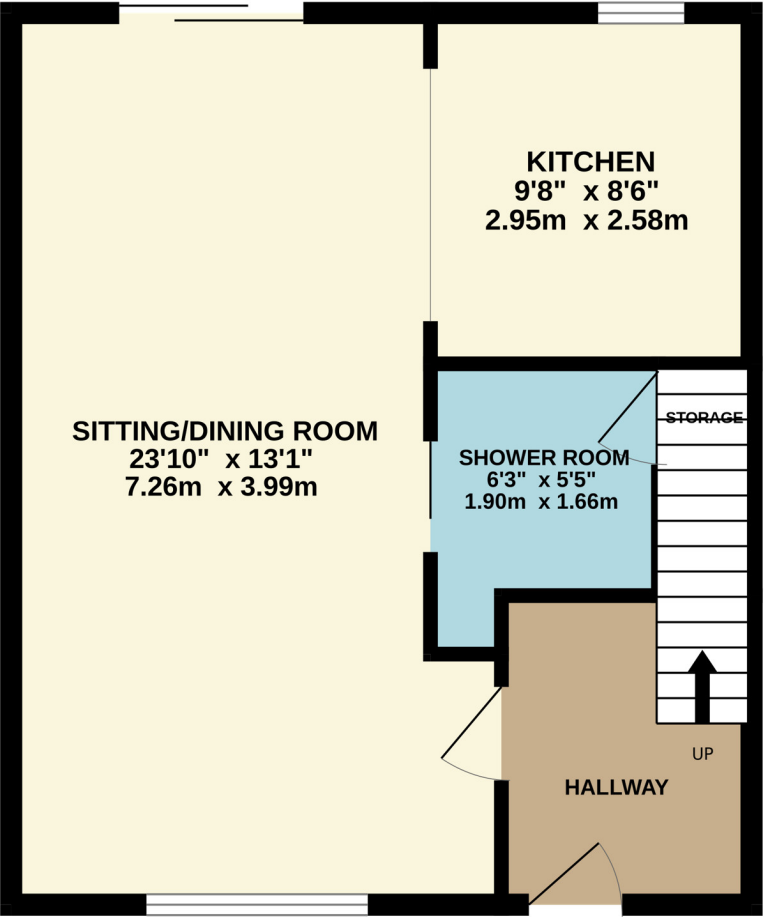 KITCHEN
9'8" x 8'6"
2.95m x 2.58m
SITTING/DINING ROOM
23'10" x 13'1"
7.26m x 3.99m
STORAGE
SHOWER ROOM
6'3" x 5'5"
1.90m x 1.66m
UP
HALLWAY